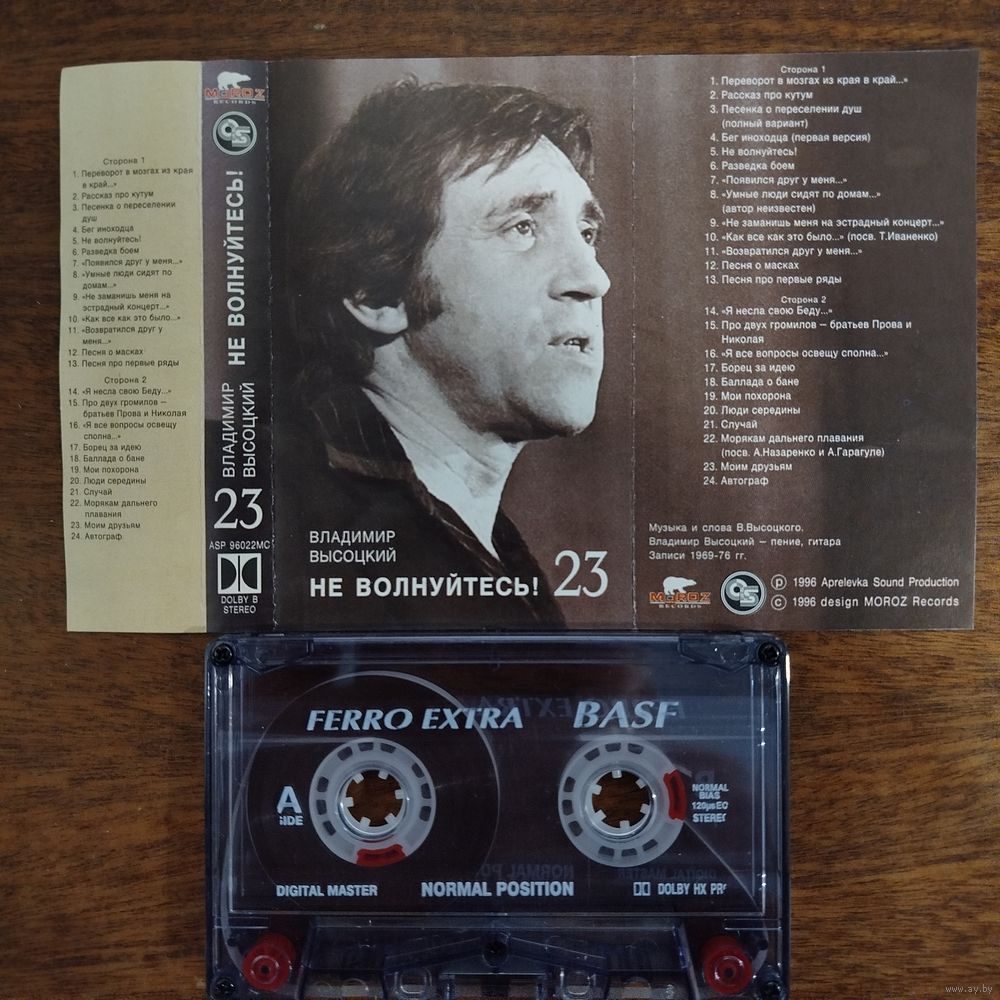 Сторона 1
1. Переворот в мозгах из края
в край..."
2. Рассказ про кутум
3. Песенка о переселении
душ
4. Бег иноходца
5. Не волнуйтесь!
6. Разведка боем
7. «Появился друг у меня...»
8. «Умные люди сидят по
домам...»
9. «Не заманишь меня на
эстрадный концерт...»
10. «Как все как это было...»
11. «Возвратился друг у
меня...»
12. Песня о масках
13. Песня про первые ряды
Сторона 2
14. «Я несла свою Беду...»
15. Про двух громилов –
братьев Прова и Николая
16. «Я все вопросы освещу
сполна...»
17. Борец за идею
18. Баллада о бане
19. Мои похорона
20. Люди середины
21. Случай
22. Морякам дальнего
плавания
23. Моим друзьям
24. Автограф
MOROZ
RECORDS
НЕ ВОЛНУЙТЕСЬ!
ВЛАДИМИР
ВЫСОЦКИЙ
23
ASP 96022MC
DOLBY B
STEREO
ВЛАДИМИР
ВЫСОЦКИЙ
НЕ ВОЛНУЙТЕСЬ! 23
Сторона 1
1. Переворот в мозгах из края в край...»
2. Рассказ про кутум
3. Песенка о переселении душ
(полный вариант)
4. Бег иноходца (первая версия)
5. Не волнуйтесь!
6. Разведка боем
7. «Появился друг у меня...»
8. «Умные люди сидят по домам...»
(автор неизвестен)
9. «Не заманишь меня на эстрадный концерт...»
10. «Как все как это было...» (посв. Т.Иваненко)
11. «Возвратился друг у меня...»
12. Песня о масках
13. Песня про первые ряды
Сторона 2
14. «Я несла свою Беду...»
15. Про двух громилов – братьев Прова и
Николая
16. «Я все вопросы освещу сполна...»
17. Борец за идею
18. Баллада о бане
19. Мои похорона
20. Люди середины
21. Случай
22. Морякам дальнего плавания
(посв. А.Назаренко и А.Гарагуле)
23. Моим друзьям
24. Автограф
Музыка и слова В.Высоцкого.
Владимир Высоцкий – пение, гитара
Записи 1969-76 гг.
MOROZ
RECORDS
℗ 1996 Aprelevka Sound Production
© 1996 design MOROZ Records
FERRO EXTRA BASF
A
SIDE
NORMAL
BIAS
120µs EQ
STEREO
DIGITAL MASTER NORMAL POSITION DOLBY HX PR
www.ay.by